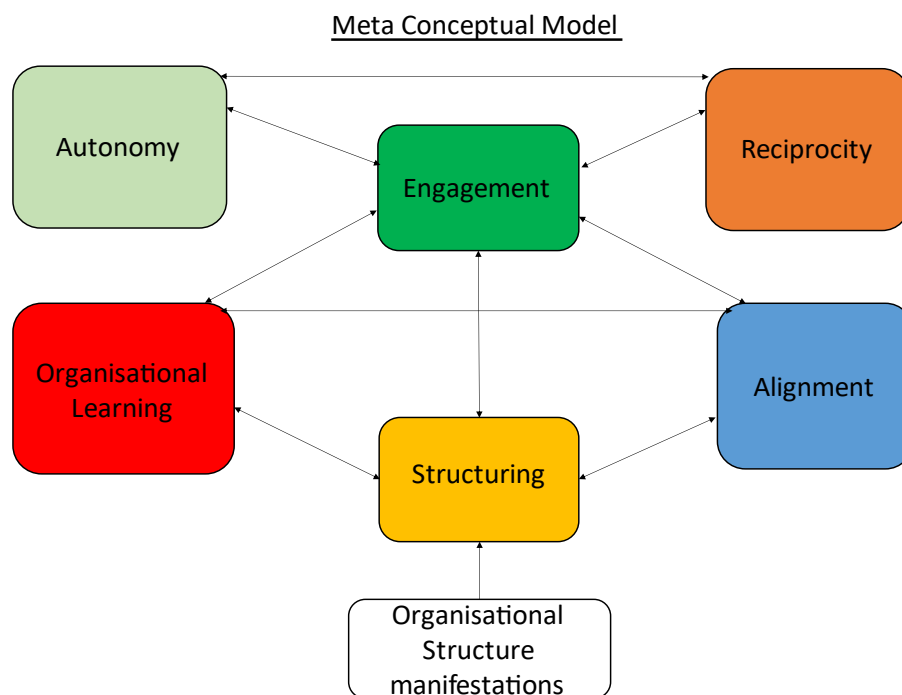 Meta Conceptual Model
Autonomy
Reciprocity
Engagement
Organisational
Learning
Alignment
Structuring
Organisational
Structure
manifestations